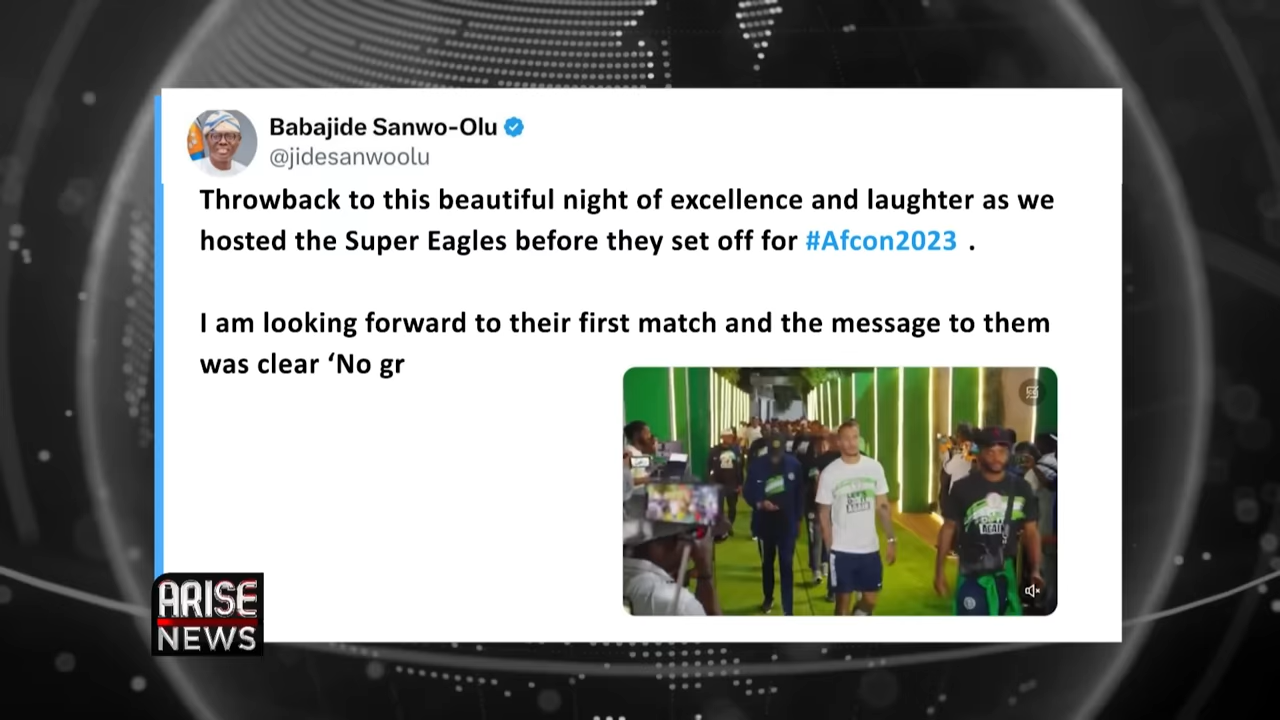 Babajide Sanwo-Olu
@jidesanwoolu
Throwback to this beautiful night of excellence and laughter as we
hosted the Super Eagles before they set off for #Afcon2023 .
I am looking forward to their first match and the message to them
was clear ‘No gr
ARISE
NEWS